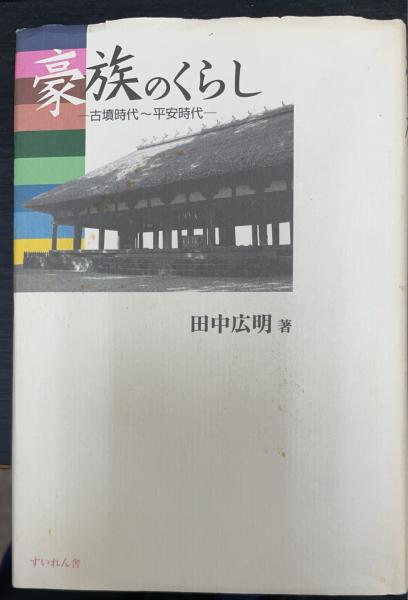 豪族のくらし
―古墳時代～平安時代―
田中広明 著
すいれん舎